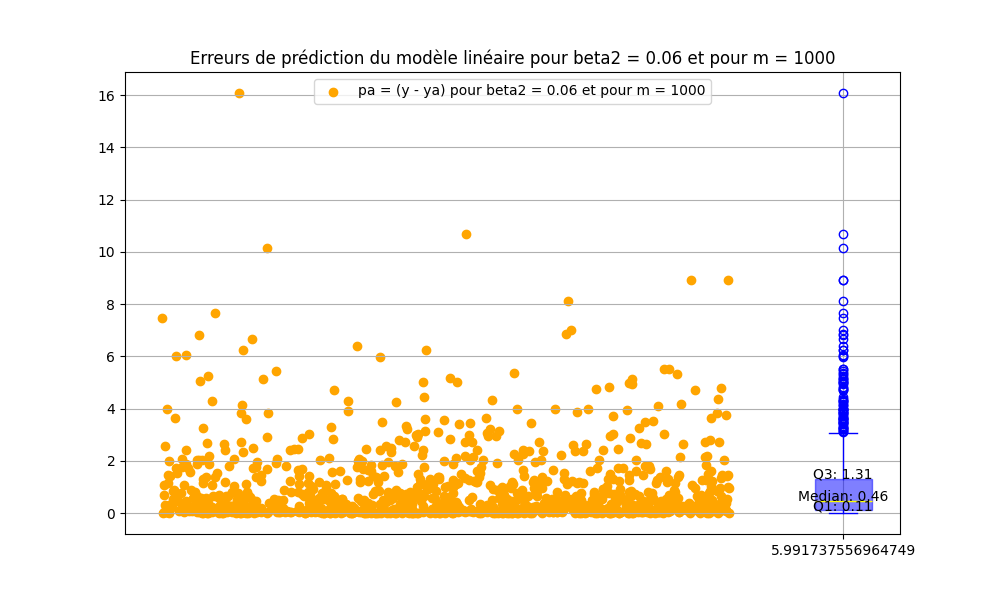 Erreurs de prédiction du modèle linéaire pour beta2 = 0.06 et pour m = 1000
pa = (y - ya) pour beta2 = 0.06 et pour m = 1000
16
14
12
10
8
6
4
2
0
Q3: 1.31
Median: 0.46
Q1: 0.11
5.991737556964749